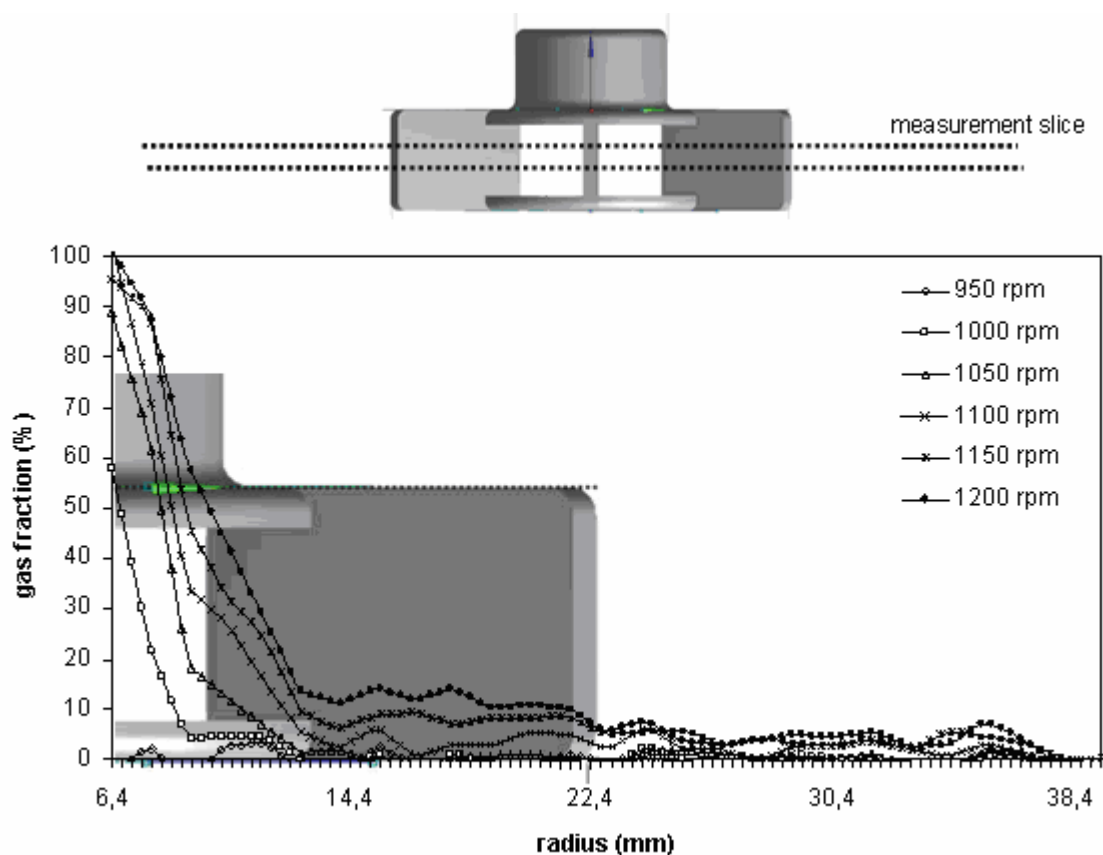 measurement slice
100
90
80
70
60
50
40
30
20
10
0
gas fraction (% )
950 rpm
1000 rpm
1050 rpm
1100 rpm
1150 rpm
1200 rpm
6,4
14,4
22,4
30,4
38,4
radius (mm)